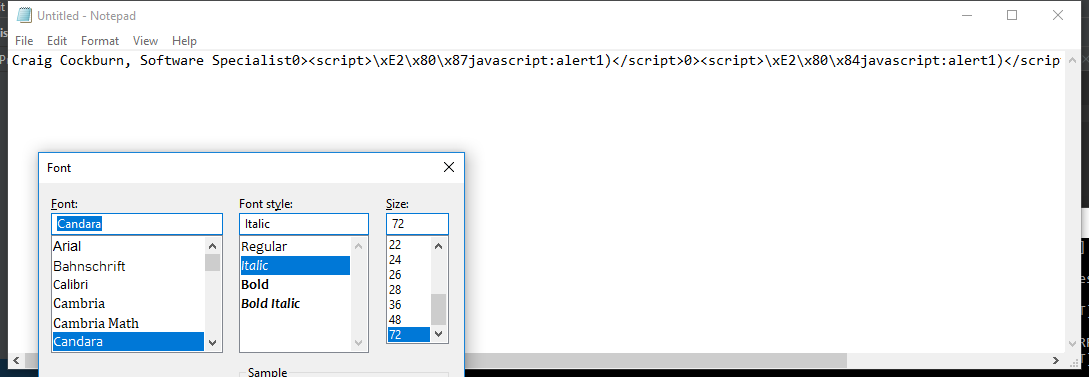 Untitled - Notepad
File Edit Format View Help
Craig Cockburn, Software Specialist0><script>\xE2\x80\x87javascript:alert1)</script>0><script>\xE2\x80\x84javascript:alert1)</script
Font
Font: Font style: Size:
Candara Italic 72
Arial Regular 22
Bahnschrift Italic 24
Calibri Bold 26
Cambria Bold Italic 28
Cambria Math 36
Candara 48
72
Sample